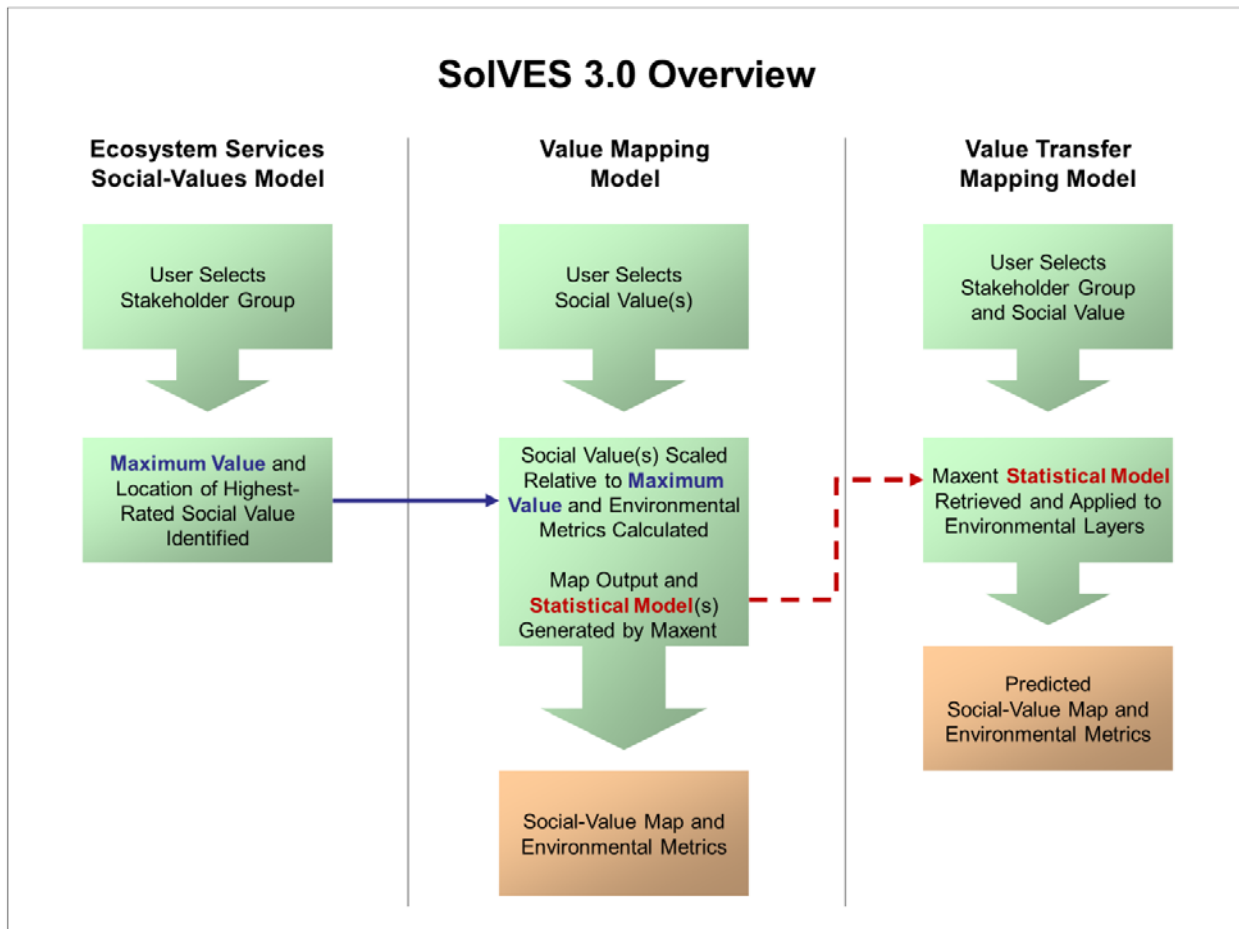 SolVES 3.0 Overview
Ecosystem Services
Social-Values Model
User Selects
Stakeholder Group
Maximum Value and
Location of Highest-
Rated Social Value
Identified
Value Mapping
Model
User Selects
Social Value(s)
Social Value(s) Scaled
Relative to Maximum
Value and Environmental
Metrics Calculated
Map Output and
Statistical Model(s)
Generated by Maxent
Social-Value Map and
Environmental Metrics
Value Transfer
Mapping Model
User Selects
Stakeholder Group
and Social Value
Maxent Statistical Model
Retrieved and Applied to
Environmental Layers
Predicted
Social-Value Map and
Environmental Metrics